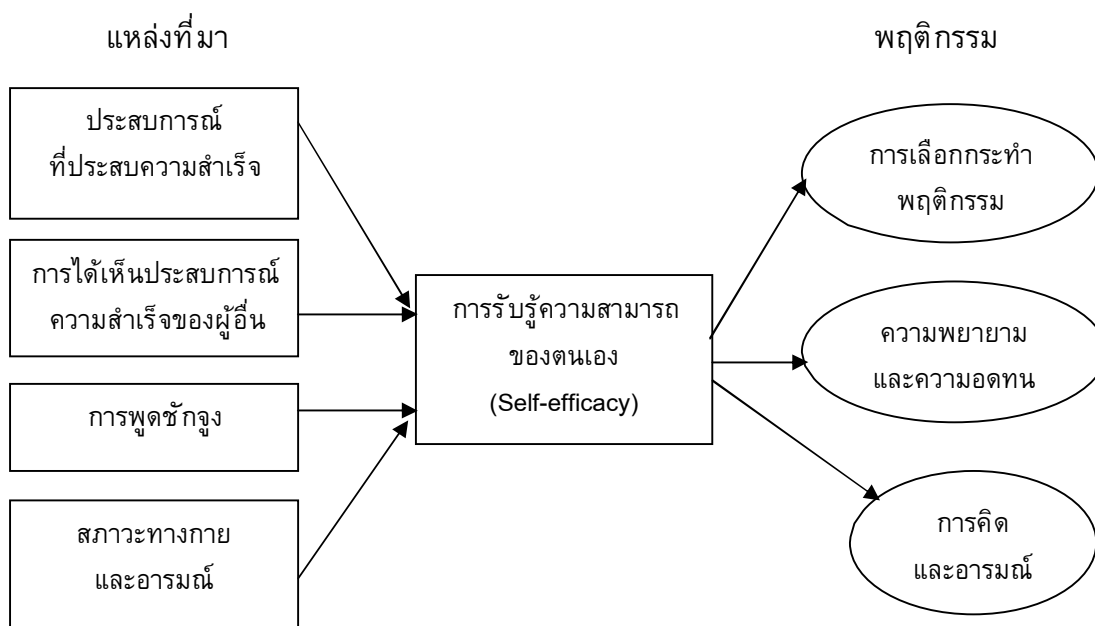 แหล่งที่มา
พฤติกรรม
ประสบการณ์
ที่ประสบความสำเร็จ
การได้เห็นประสบการณ์
ความสำเร็จของผู้อื่น
การพูดชักจูง
สภาวะทางกาย
และอารมณ์
การรับรู้ความสามารถ
ของตนเอง
(Self-efficacy)
การเลือกกระทำ
พฤติกรรม
ความพยายาม
และความอดทน
การคิด
และอารมณ์